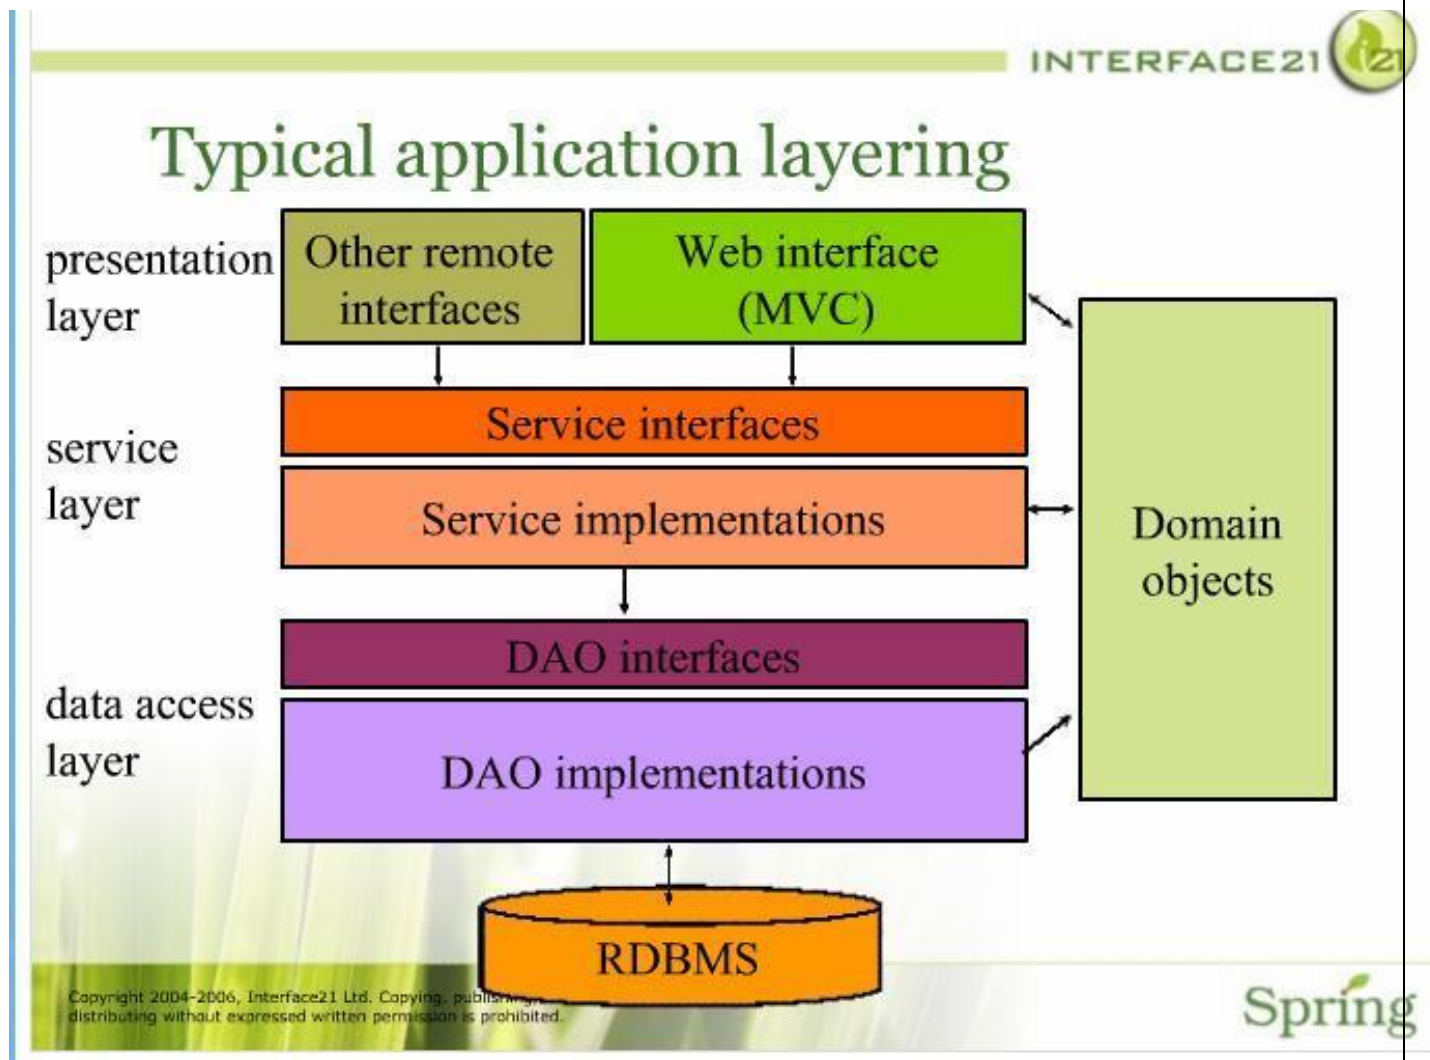 INTERFACE21
i21
Typical application layering
presentation
layer
Other remote
interfaces
Web interface
(MVC)
service
layer
Service interfaces
Service implementations
Domain
objects
data access
layer
DAO interfaces
DAO implementations
RDBMS
Copyright 2004-2006, Interface21 Ltd. Copying,
distributing without expressed written permission is prohibited.
Spring